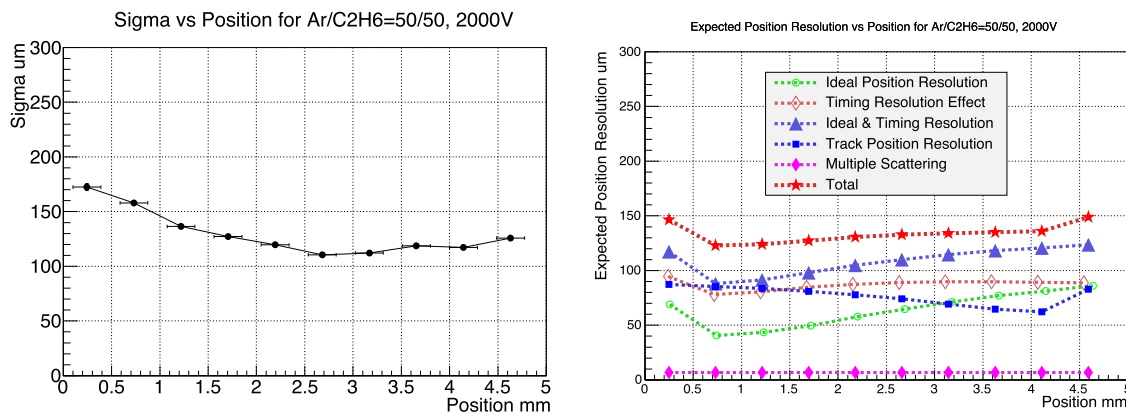 Sigma vs Position for Ar/C2H6=50/50, 2000V
Sigma um
300
250
200
150
100
50
0
0 0.5 1 1.5 2 2.5 3 3.5 4 4.5 5
Position mm
Expected Position Resolution vs Position for Ar/C2H6=50/50, 2000V
Expected Position Resolution um
300
250
200
150
100
50
0
Ideal Position Resolution
Timing Resolution Effect
Ideal & Timing Resolution
Track Position Resolution
Multiple Scattering
Total
0 0.5 1 1.5 2 2.5 3 3.5 4 4.5 5
Position mm